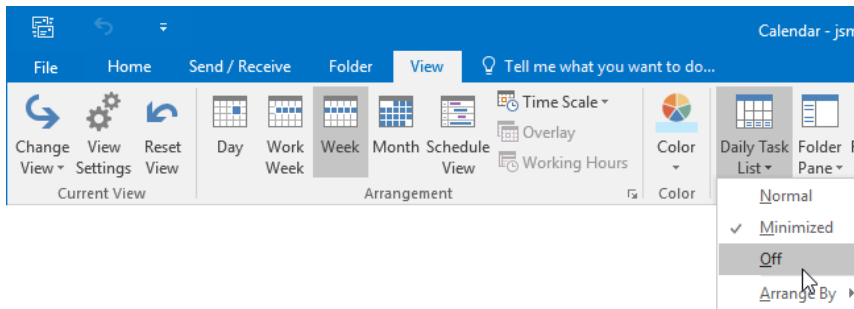 Calendar - jsm
File Home Send / Receive Folder View Tell me what you want to do...
Change View
View Settings
Reset View
Day
Work Week
Week
Month
Schedule View
Time Scale
Overlay
Working Hours
Color
Daily Task List
Folder Pane
Current View
Arrangement
Color
Normal
Minimized
Off
Arrange By